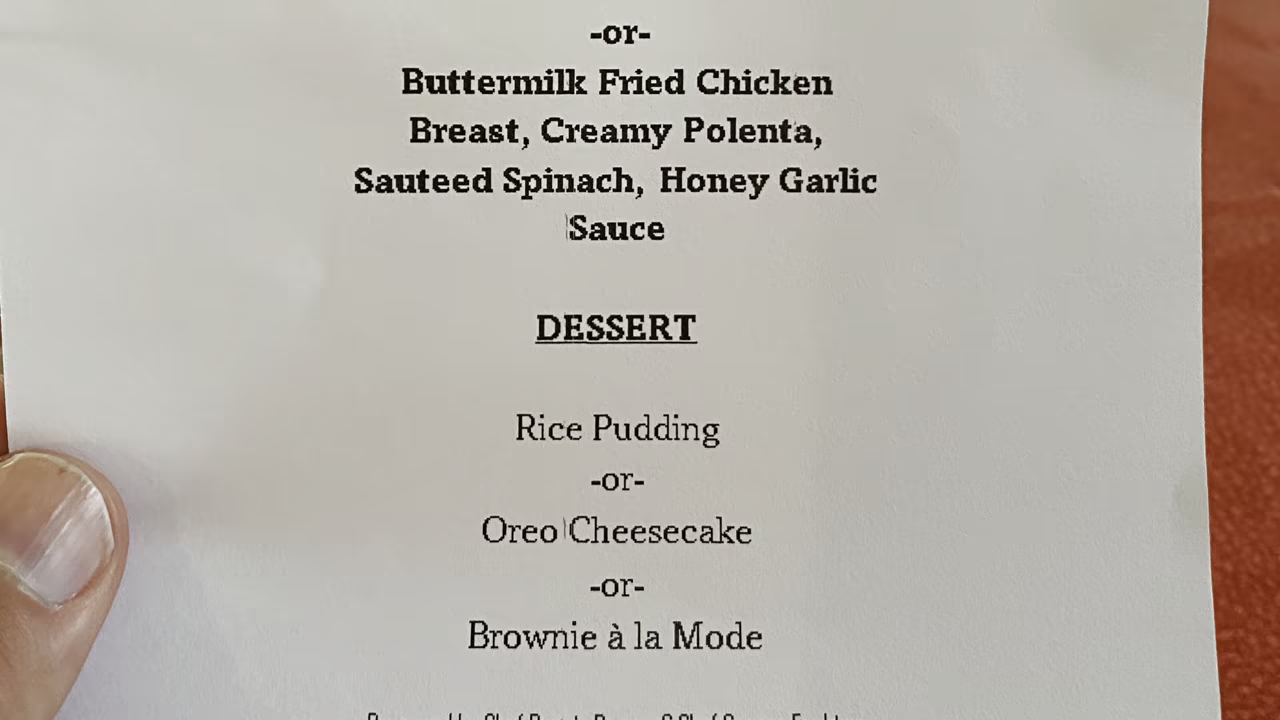 -or-
Buttermilk Fried Chicken
Breast, Creamy Polenta,
Sauteed Spinach, Honey Garlic
Sauce
DESSERT
Rice Pudding
-or-
Oreo Cheesecake
-or-
Brownie à la Mode